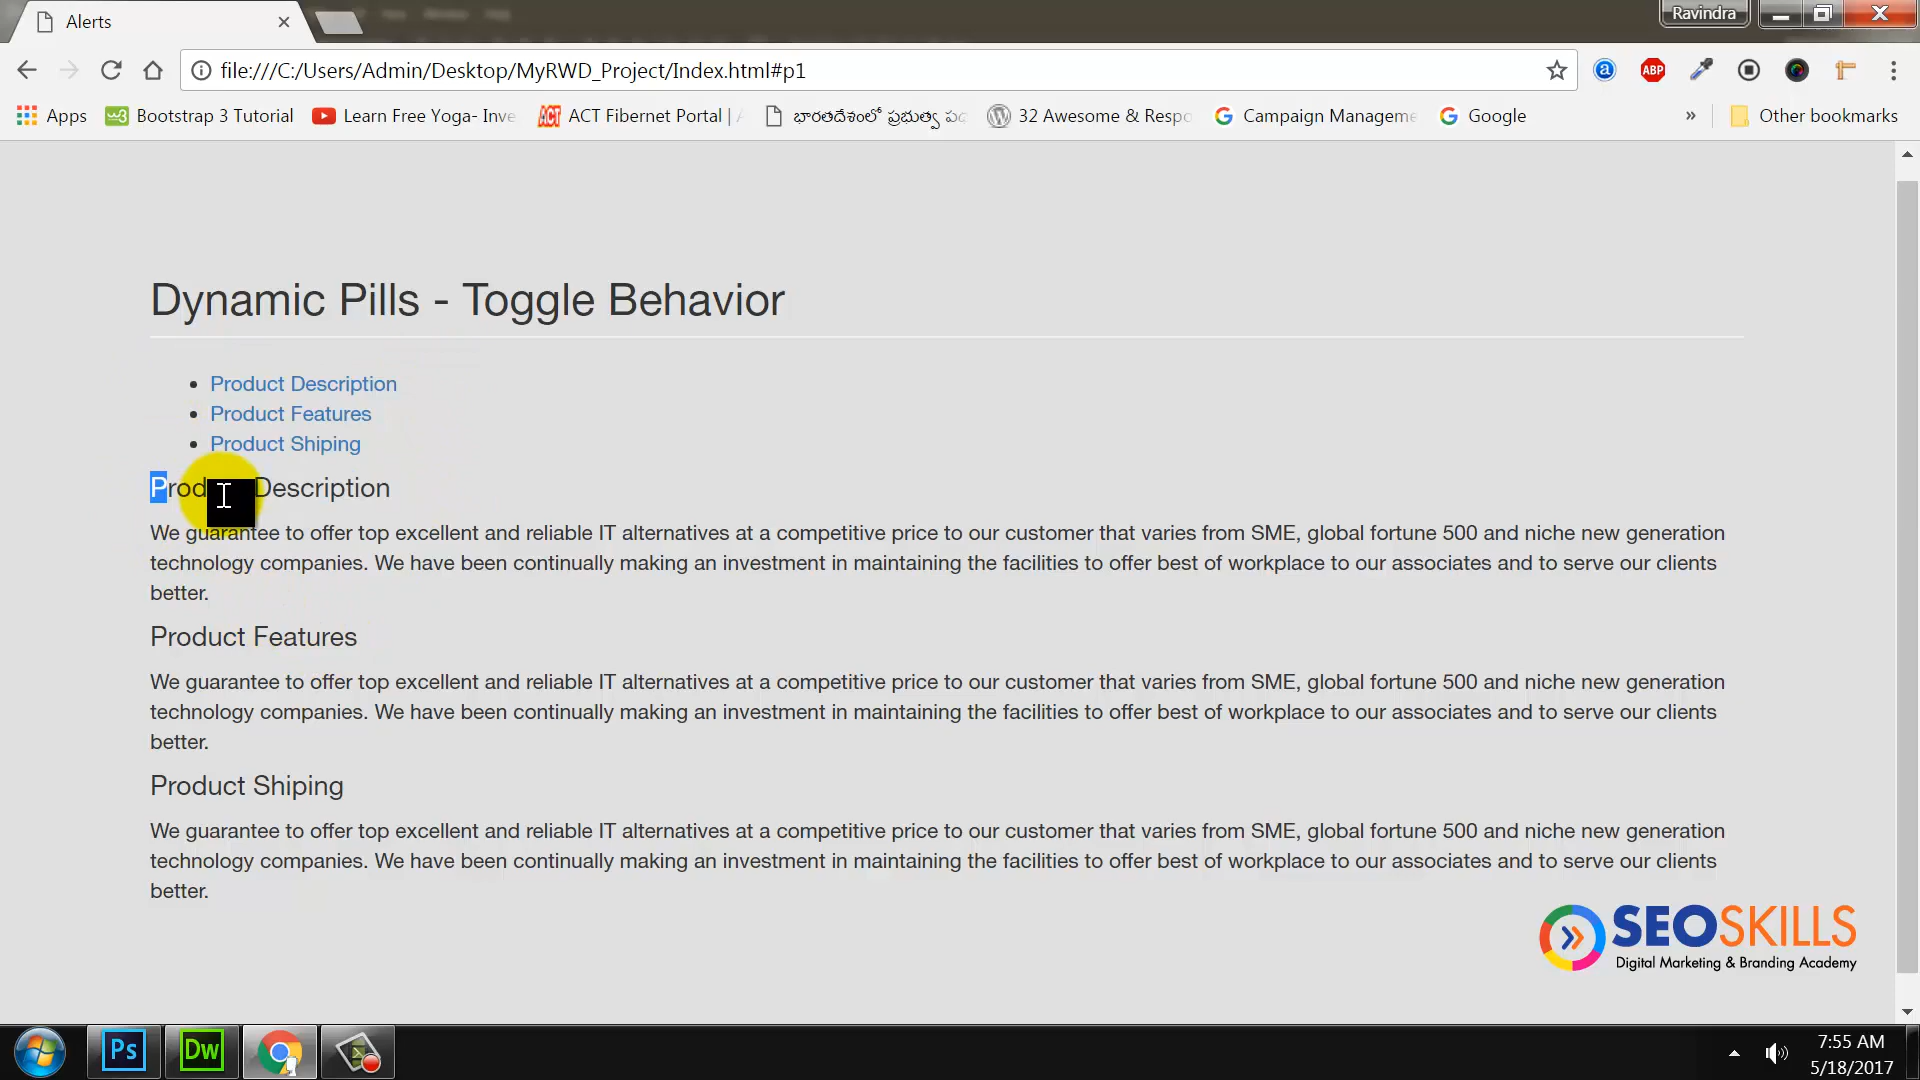 Alerts
Ravindra
file:///C:/Users/Admin/Desktop/MyRWD_Project/Index.html#p1
ABP
Apps
Bootstrap 3 Tutorial
Learn Free Yoga- Inve
ACT Fibernet Portal | A
భారతదేశంలో ప్రభుత్వ పద
32 Awesome & Respo
Campaign Manageme
Google
»
Other bookmarks
Dynamic Pills - Toggle Behavior
• Product Description
• Product Features
• Product Shiping
Product Description
We guarantee to offer top excellent and reliable IT alternatives at a competitive price to our customer that varies from SME, global fortune 500 and niche new generation
technology companies. We have been continually making an investment in maintaining the facilities to offer best of workplace to our associates and to serve our clients
better.
Product Features
We guarantee to offer top excellent and reliable IT alternatives at a competitive price to our customer that varies from SME, global fortune 500 and niche new generation
technology companies. We have been continually making an investment in maintaining the facilities to offer best of workplace to our associates and to serve our clients
better.
Product Shiping
We guarantee to offer top excellent and reliable IT alternatives at a competitive price to our customer that varies from SME, global fortune 500 and niche new generation
technology companies. We have been continually making an investment in maintaining the facilities to offer best of workplace to our associates and to serve our clients
better.
SEOSKILLS
Digital Marketing & Branding Academy
Ps
Dw
7:55 AM
5/18/2017